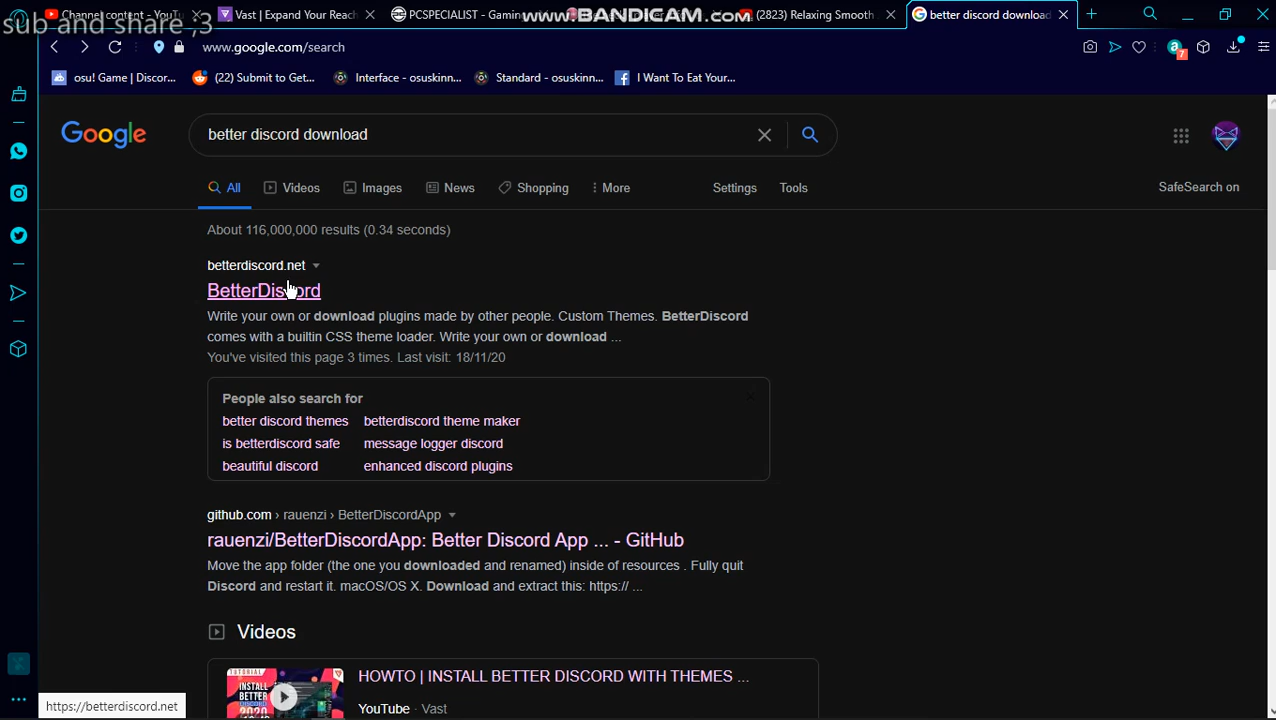 Channel content - YouTu
Vast | Expand Your Reach
PCSPECIALIST - Gaming
(2823) Relaxing Smooth
better discord download
www.BANDICAM.com
sub and share ;3
www.google.com/search
7
osu! Game | Discor...
(22) Submit to Get...
Interface - osuskinn...
Standard - osuskinn...
I Want To Eat Your...
Google
better discord download
All
Videos
Images
News
Shopping
More
Settings
Tools
SafeSearch on
About 116,000,000 results (0.34 seconds)
betterdiscord.net
BetterDiscord
Write your own or download plugins made by other people. Custom Themes. BetterDiscord
comes with a builtin CSS theme loader. Write your own or download ...
You've visited this page 3 times. Last visit: 18/11/20
People also search for
better discord themes
betterdiscord theme maker
is betterdiscord safe
message logger discord
beautiful discord
enhanced discord plugins
github.com › rauenzi › BetterDiscordApp
rauenzi/BetterDiscordApp: Better Discord App ... - GitHub
Move the app folder (the one you downloaded and renamed) inside of resources . Fully quit
Discord and restart it. macOS/OS X. Download and extract this: https:// ...
Videos
TUTORIAL
INSTALL
BETTER
DISCORD
HOWTO | INSTALL BETTER DISCORD WITH THEMES ...
YouTube · Vast
https://betterdiscord.net